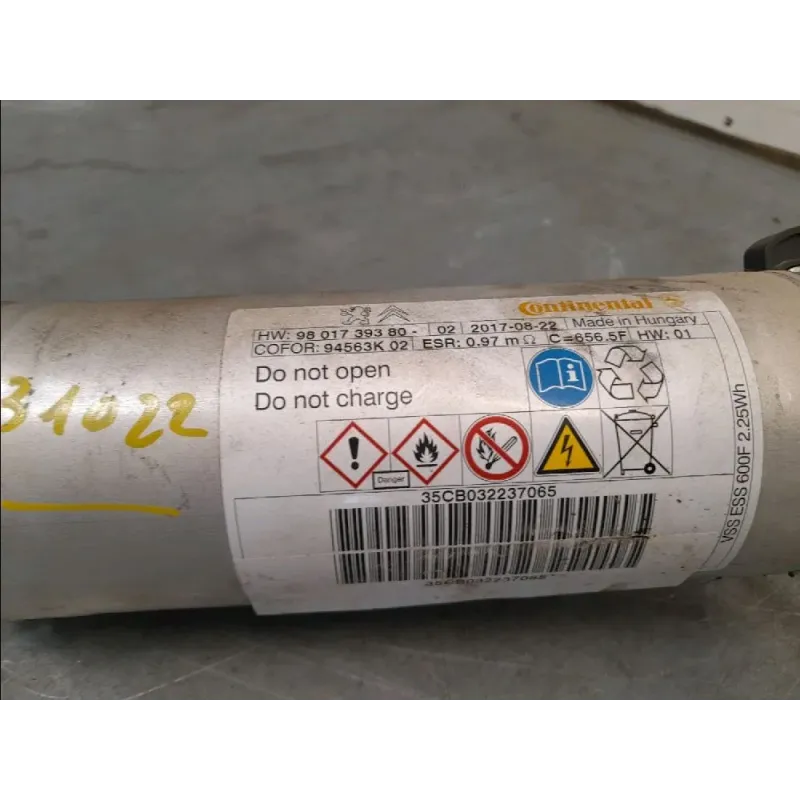 Continental
HW: 98 017 393 80 - 02 2017-08-22 Made in Hungary
COFOR: 94563K 02 ESR: 0.97 m Ω C=656.5F HW: 01
Do not open
Do not charge
Danger
35CB032237065
35CB032237065
VSS ESS 600F 2.25Wh
31022